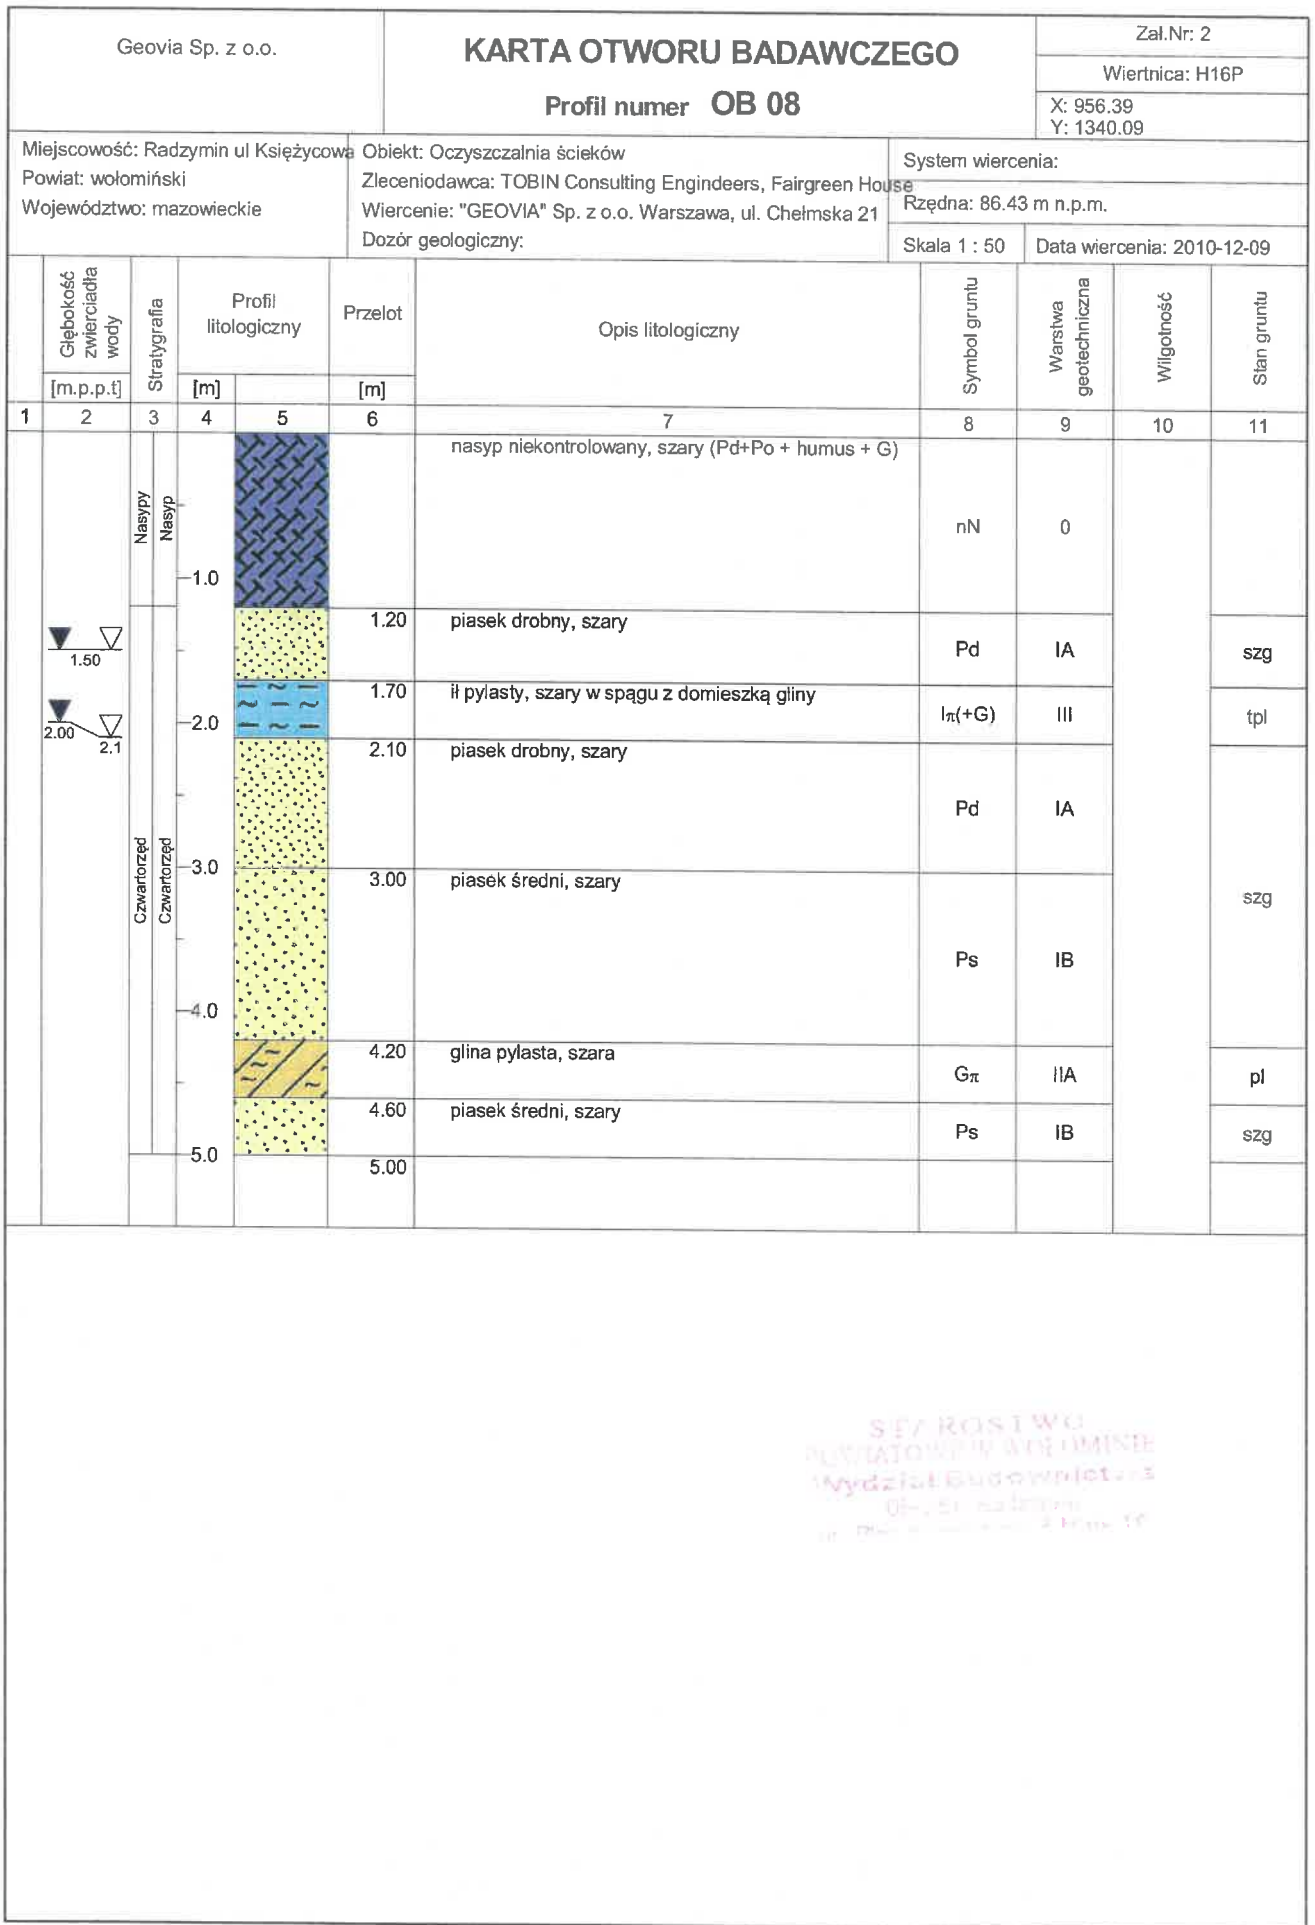 Geovia Sp. z o.o.
KARTA OTWORU BADAWCZEGO
Profil numer OB 08
Zał.Nr: 2
Wiertnica: H16P
X: 956.39
Y: 1340.09
Miejscowość: Radzymin ul Księżycowa
Powiat: wołomiński
Województwo: mazowieckie
Obiekt: Oczyszczalnia ścieków
Zleceniodawca: TOBIN Consulting Engindeers, Fairgreen House
Wiercenie: "GEOVIA" Sp. z o.o. Warszawa, ul. Chełmska 21
Dozór geologiczny:
System wiercenia:
Rzędna: 86.43 m n.p.m.
Skala 1 : 50
Data wiercenia: 2010-12-09
Głębokość zwierciadła wody
[m.p.p.t]
Stratygrafia
Profil litologiczny
[m]
Przelot
[m]
Opis litologiczny
Symbol gruntu
Warstwa geotechniczna
Wilgotność
Stan gruntu
1 2 3 4 5 6 7 8 9 10 11
Nasypy
Nasyp
nasyp niekontrolowany, szary (Pd+Po + humus + G)
nN 0
1.0
1.20 piasek drobny, szary
Pd IA szg
1.50
1.70 ił pylasty, szary w spągu z domieszką gliny
Iπ(+G) III tpl
2.0
2.00
2.1
2.10 piasek drobny, szary
Pd IA
Czwartorzęd
Czwartorzęd
3.0
3.00 piasek średni, szary
szg
Ps IB
4.0
4.20 glina pylasta, szara
Gπ IIA pl
4.60 piasek średni, szary
Ps IB szg
5.0
5.00
STAROSTWO
POWIATOWE W WOŁOMINIE
Wydział Budownictwa